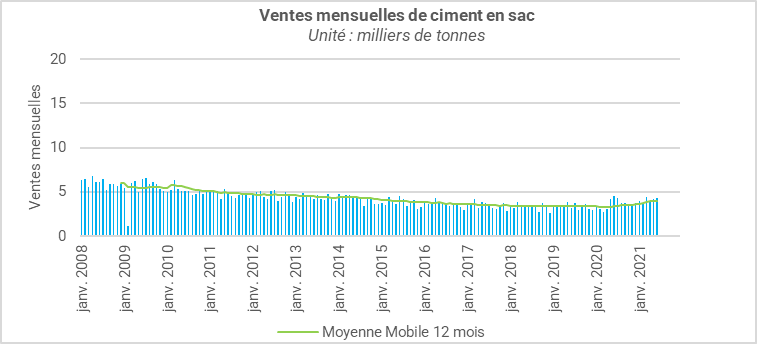 Ventes mensuelles de ciment en sac
Unité : milliers de tonnes
Ventes mensuelles
20
15
10
5
0
janv. 2008
janv. 2009
janv. 2010
janv. 2011
janv. 2012
janv. 2013
janv. 2014
janv. 2015
janv. 2016
janv. 2017
janv. 2018
janv. 2019
janv. 2020
janv. 2021
Moyenne Mobile 12 mois